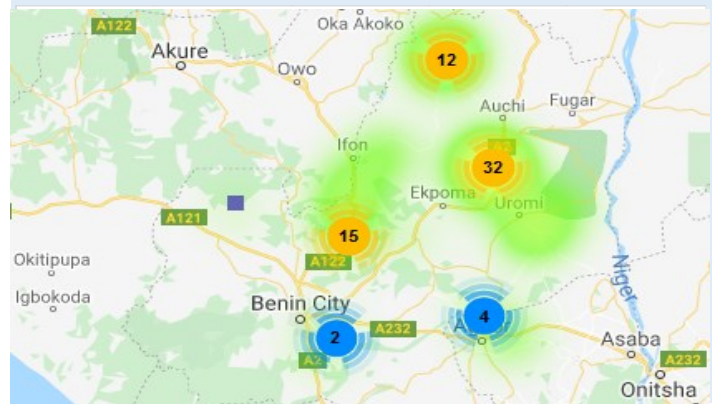 Oka Akoko
A122
Akure
12
Owo
Auchi
Fugar
Ifon
32
Ekpoma
Uromi
A121
15
A122
Okitipupa
Igbokoda
Niger
Benin City
4
2
A232
Asaba
A232
Onitsha